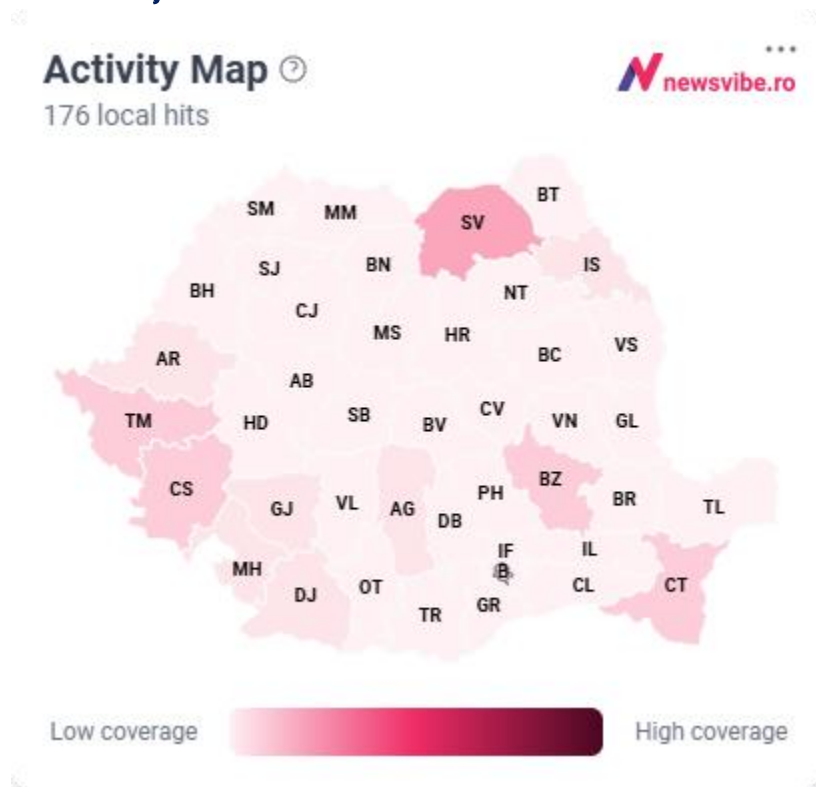 Activity Map ?
newsvibe.ro
176 local hits
BT
SM MM SV
SJ BN IS
BH NT
CJ
MS HR VS
AR BC
AB
TM HD SB BV CV VN GL
CS PH BZ BR
GJ VL AG DB TL
IF IL
MH B
DJ OT CL CT
TR GR
Low coverage High coverage